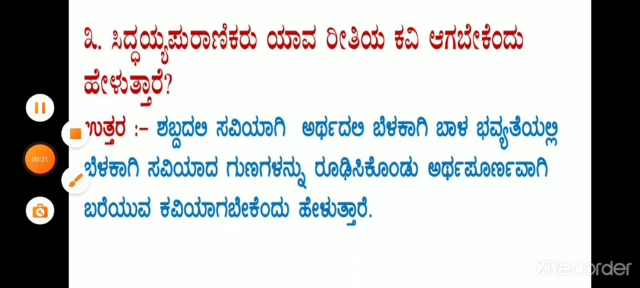 ೩. ಸಿದ್ಧಯ್ಯಪುರಾಣಿಕರು ಯಾವ ರೀತಿಯ ಕವಿ ಆಗಬೇಕೆಂದು
ಹೇಳುತ್ತಾರೆ?
ಉತ್ತರ :- ಶಬ್ದದಲಿ ಸವಿಯಾಗಿ ಅರ್ಥದಲಿ ಬೆಳಕಾಗಿ ಬಾಳ ಭವ್ಯತೆಯಲ್ಲಿ
ಬೆಳಕಾಗಿ ಸವಿಯಾದ ಗುಣಗಳನ್ನು ರೂಢಿಸಿಕೊಂಡು ಅರ್ಥಪೂರ್ಣವಾಗಿ
ಬರೆಯುವ ಕವಿಯಾಗಬೇಕೆಂದು ಹೇಳುತ್ತಾರೆ.
00:21
XRecorder